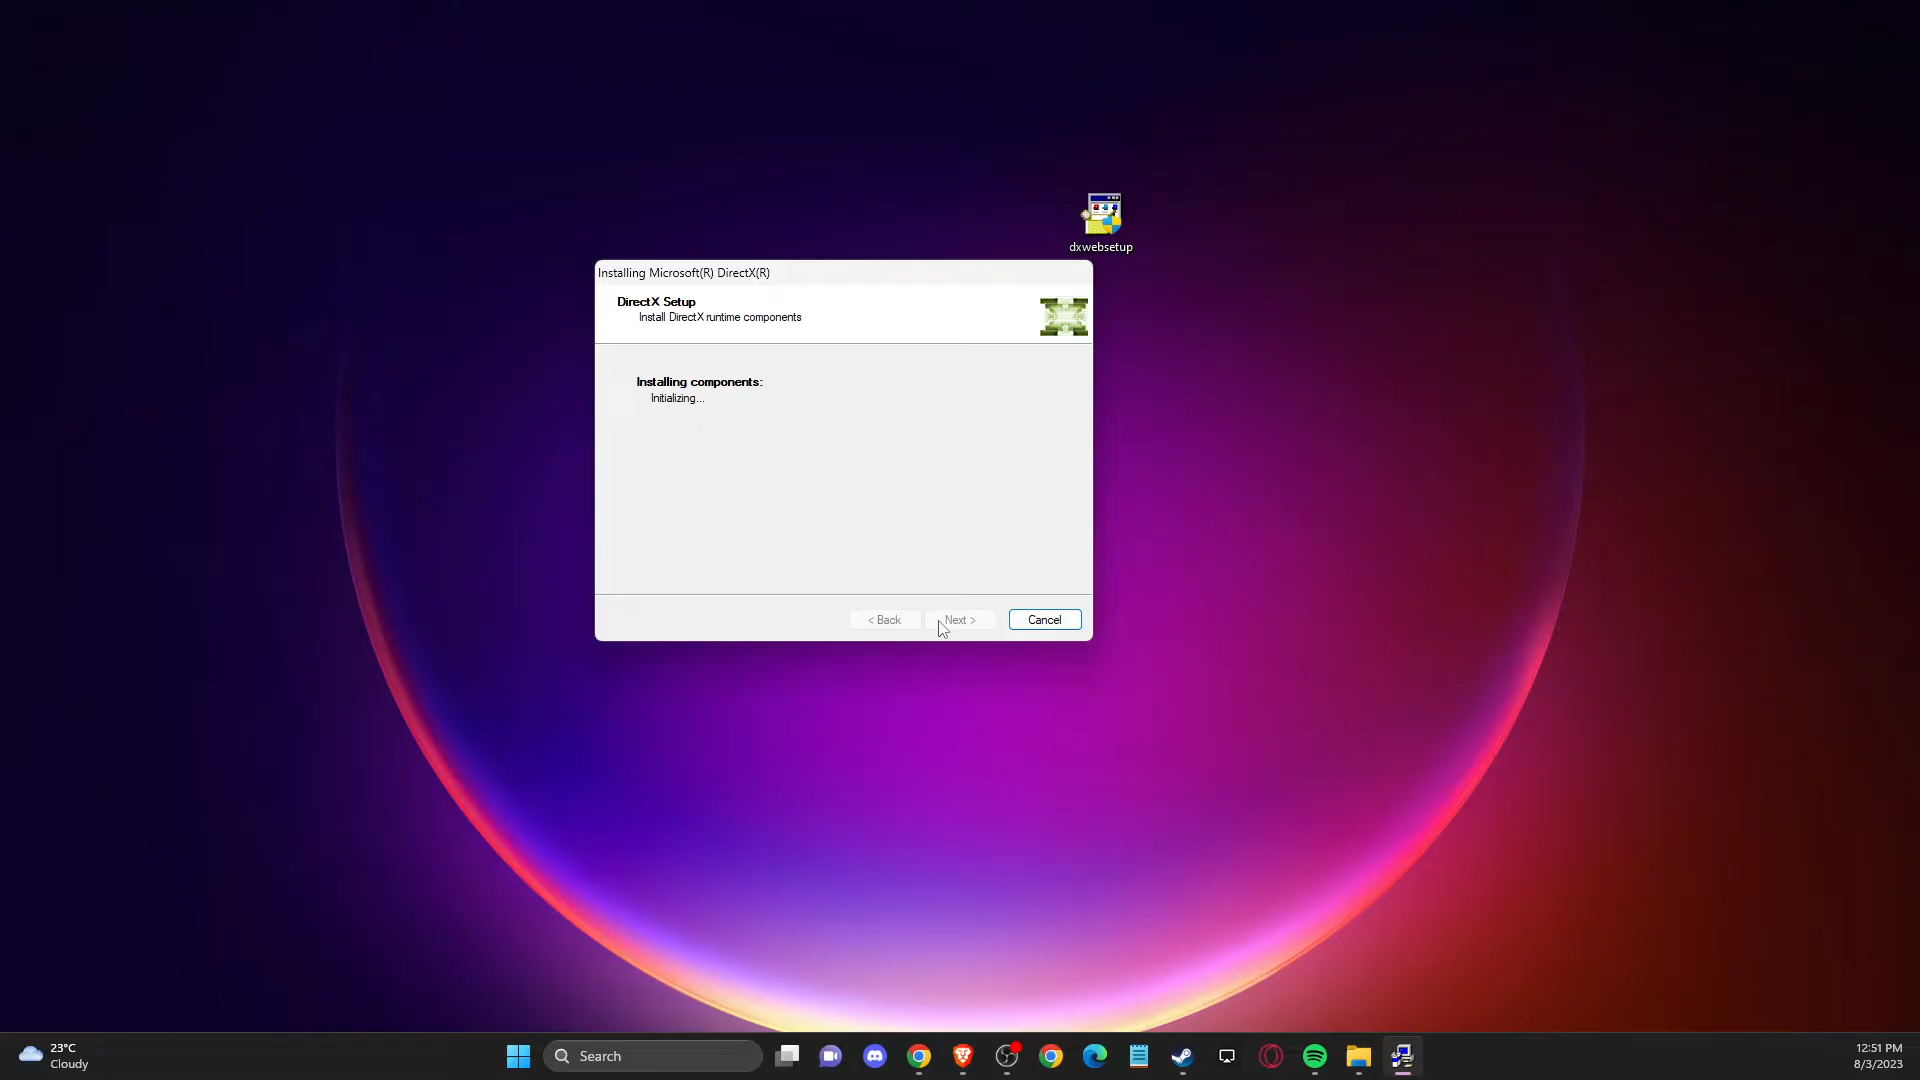 dxwebsetup
Installing Microsoft(R) DirectX(R)
DirectX Setup
Install DirectX runtime components
Installing components:
Initializing...
< Back
Next >
Cancel
23°C
Cloudy
Search
12:51 PM
8/3/2023